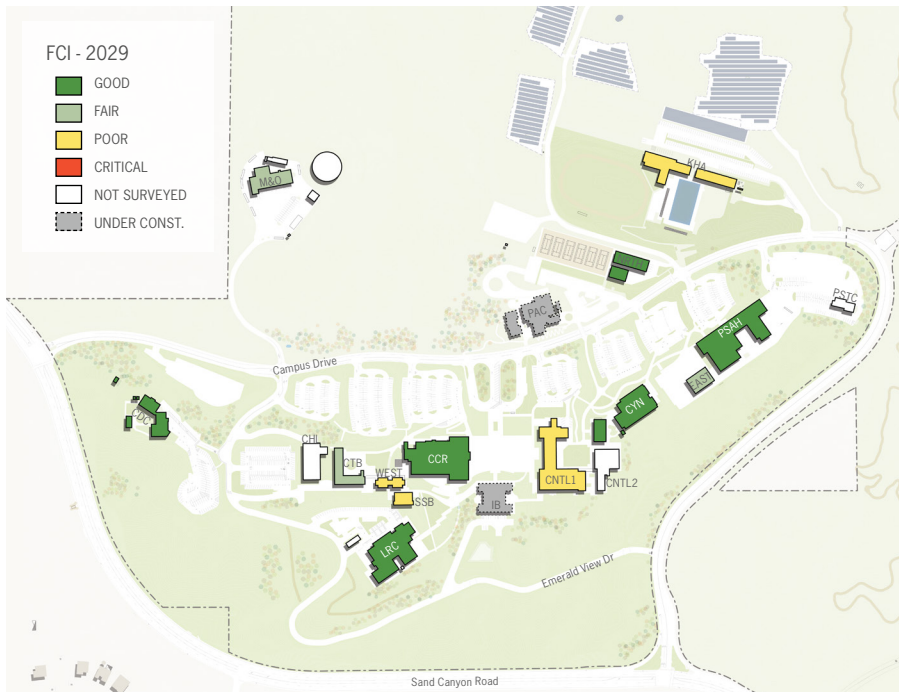 FCI - 2029
GOOD
FAIR
POOR
CRITICAL
NOT SURVEYED
UNDER CONST.
M&O
KHA
PSTC
PAC
PSAH
Campus Drive
EAST
CDC
CYN
CHL
CTB
CCR
WEST
CNTL1
CNTL2
SSB
IB
LRC
Emerald View Dr
Sand Canyon Road